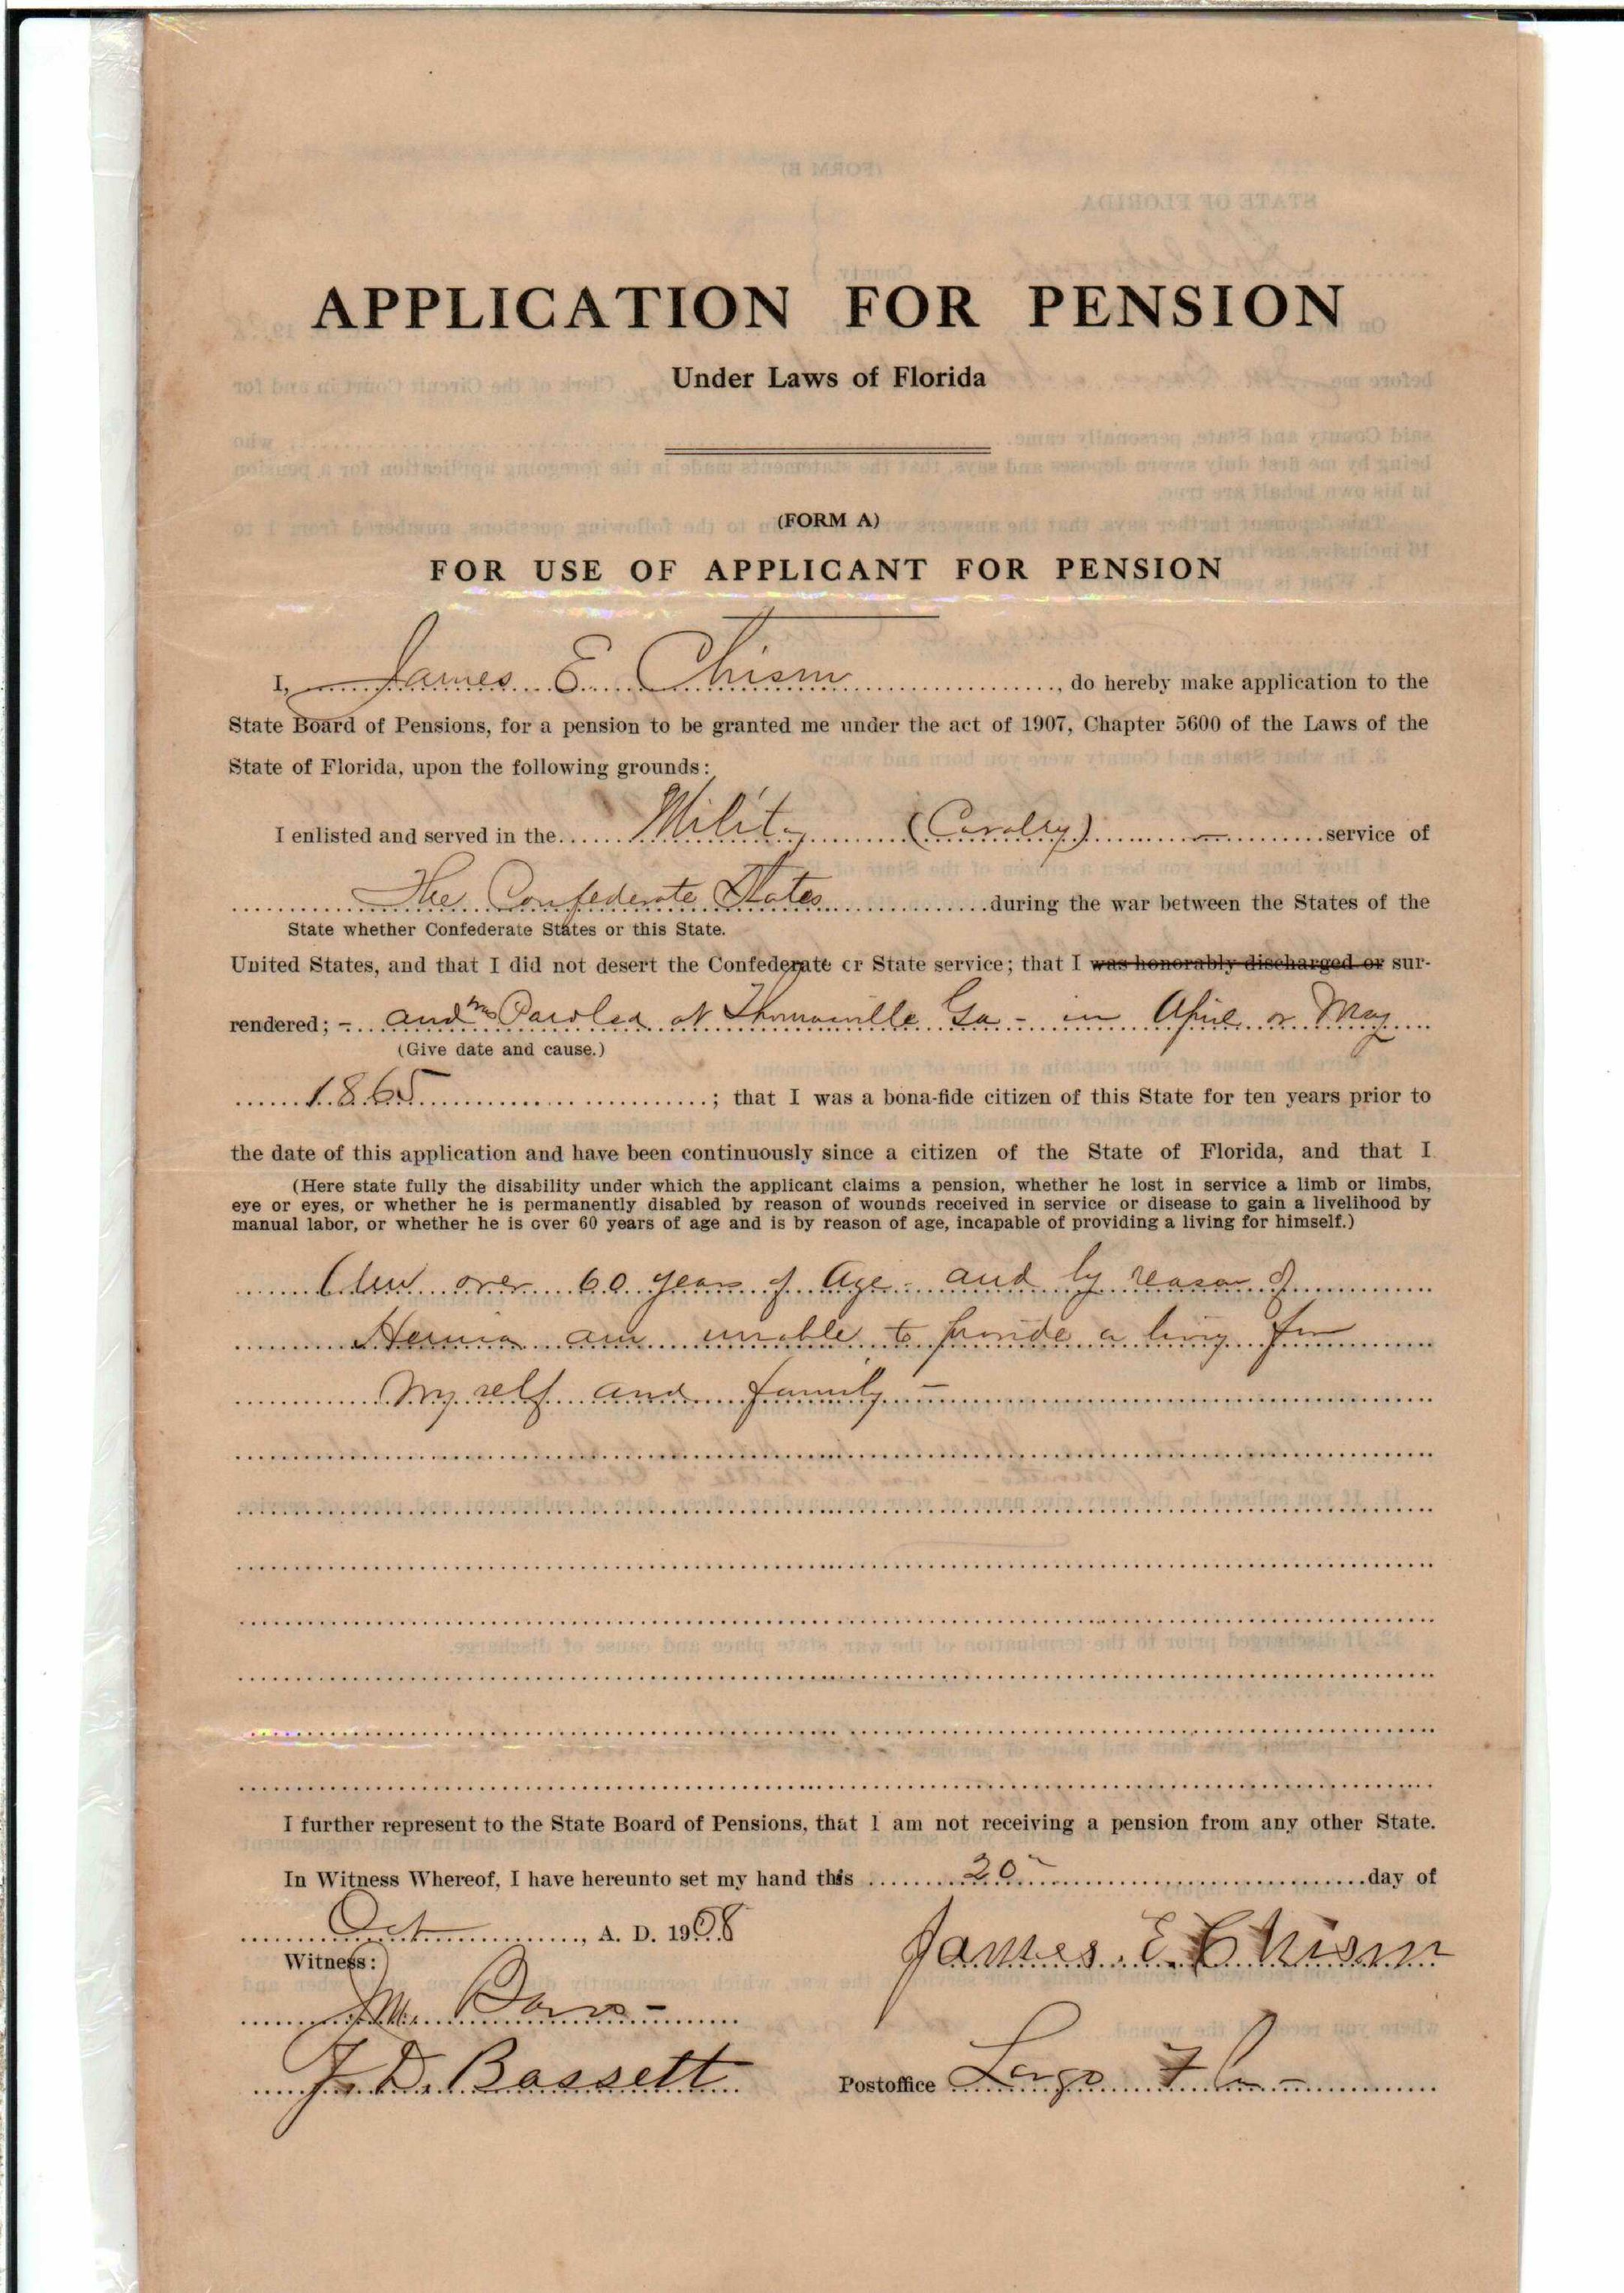 APPLICATION FOR PENSION
Under Laws of Florida
(FORM A)
FOR USE OF APPLICANT FOR PENSION
I, James E. Chism, do hereby make application to the
State Board of Pensions, for a pension to be granted me under the act of 1907, Chapter 5600 of the Laws of the
State of Florida, upon the following grounds:
I enlisted and served in the (Cavalry) service of
The Confederate States during the war between the States of the
State whether Confederate States or this State.
United States, and that I did not desert the Confederate or State service; that I was honorably discharged or sur-
rendered; - and was Paroled at Thomasville Ga - in April or May
(Give date and cause.)
1865; that I was a bona-fide citizen of this State for ten years prior to
the date of this application and have been continuously since a citizen of the State of Florida, and that I
(Here state fully the disability under which the applicant claims a pension, whether he lost in service a limb or limbs,
eye or eyes, or whether he is permanently disabled by reason of wounds received in service or disease to gain a livelihood by
manual labor, or whether he is over 60 years of age and is by reason of age, incapable of providing a living for himself.)
Am over 60 years of Age - and by reason of
Hernia am unable to provide a living for
Myself and family -
I further represent to the State Board of Pensions, that I am not receiving a pension from any other State.
In Witness Whereof, I have hereunto set my hand this 20 day of
Oct, A. D. 1908
James. E. Chism
Witness:
J. D. Bassett
Postoffice Largo Fla -